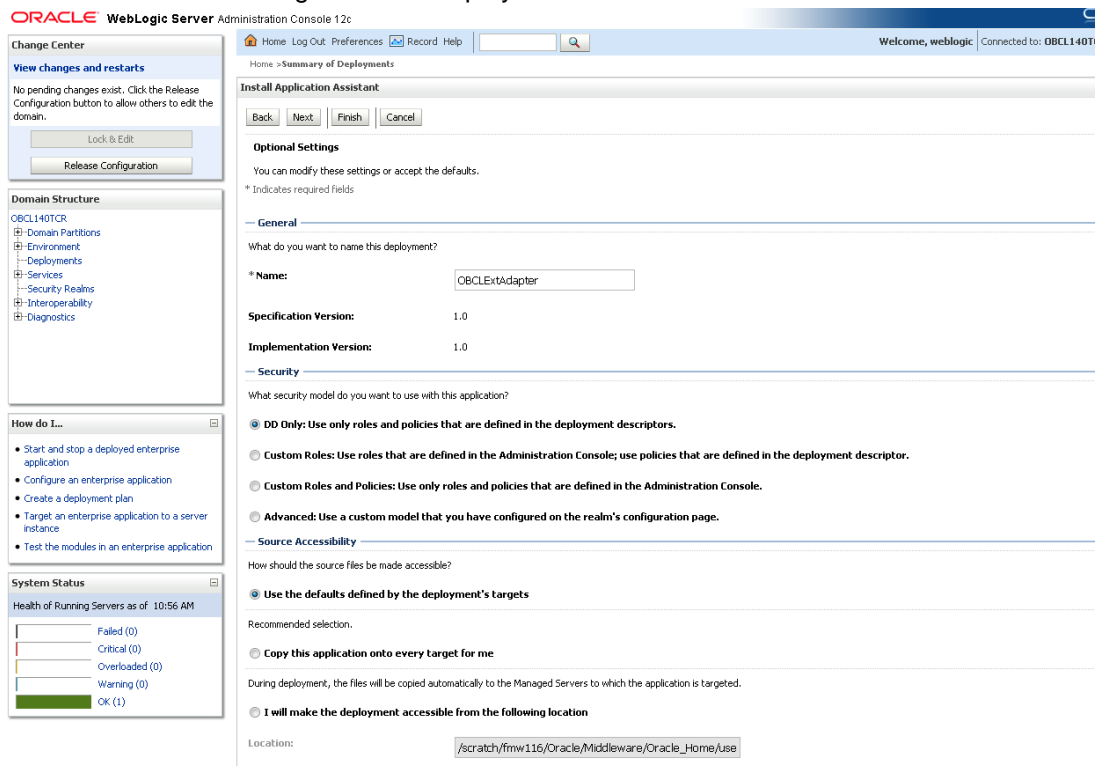 ORACLE WebLogic Server Administration Console 12c
Change Center
View changes and restarts
No pending changes exist. Click the Release
Configuration button to allow others to edit the
domain.
Lock & Edit
Release Configuration
Domain Structure
OBCL140TCR
Domain Partitions
Environment
Deployments
Services
Security Realms
Interoperability
Diagnostics
How do I...
Start and stop a deployed enterprise
application
Configure an enterprise application
Create a deployment plan
Target an enterprise application to a server
instance
Test the modules in an enterprise application
System Status
Health of Running Servers as of 10:56 AM
Failed (0)
Critical (0)
Overloaded (0)
Warning (0)
OK (1)
Home Log Out Preferences Record Help
Welcome, weblogic Connected to: OBCL140T
Home >Summary of Deployments
Install Application Assistant
Back Next Finish Cancel
Optional Settings
You can modify these settings or accept the defaults.
* Indicates required fields
General
What do you want to name this deployment?
* Name: OBCLExtAdapter
Specification Version: 1.0
Implementation Version: 1.0
Security
What security model do you want to use with this application?
DD Only: Use only roles and policies that are defined in the deployment descriptors.
Custom Roles: Use roles that are defined in the Administration Console; use policies that are defined in the deployment descriptor.
Custom Roles and Policies: Use only roles and policies that are defined in the Administration Console.
Advanced: Use a custom model that you have configured on the realm's configuration page.
Source Accessibility
How should the source files be made accessible?
Use the defaults defined by the deployment's targets
Recommended selection.
Copy this application onto every target for me
During deployment, the files will be copied automatically to the Managed Servers to which the application is targeted.
I will make the deployment accessible from the following location
Location: /scratch/fmw116/Oracle/Middleware/Oracle_Home/use